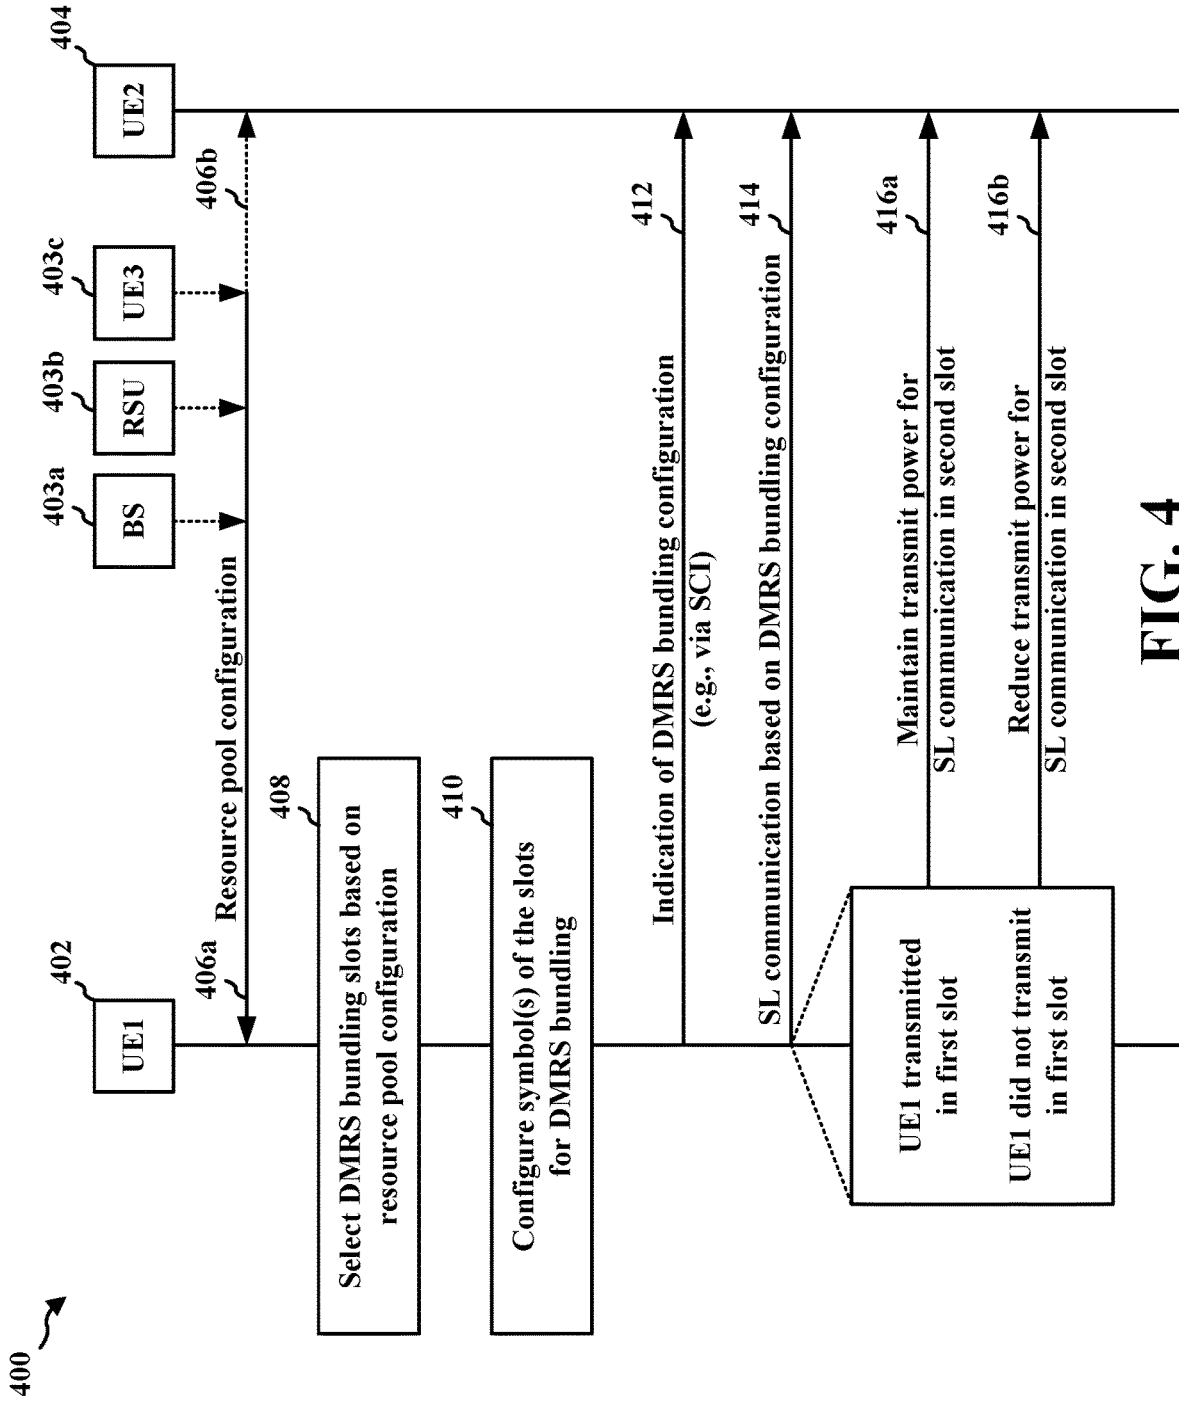 400
402
UE1
403a
BS
403b
RSU
403c
UE3
404
UE2
406a
Resource pool configuration
406b
408
Select DMRS bundling slots based on
resource pool configuration
410
Configure symbol(s) of the slots
for DMRS bundling
Indication of DMRS bundling configuration
(e.g., via SCI)
412
SL communication based on DMRS bundling configuration
414
UE1 transmitted
in first slot
Maintain transmit power for
SL communication in second slot
416a
UE1 did not transmit
in first slot
Reduce transmit power for
SL communication in second slot
416b
FIG. 4